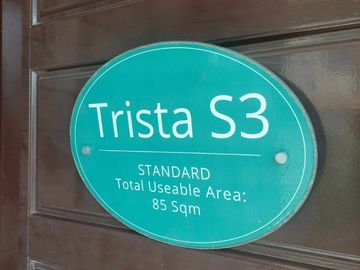 Trista S3
STANDARD
Total Useable Area:
85 Sqm